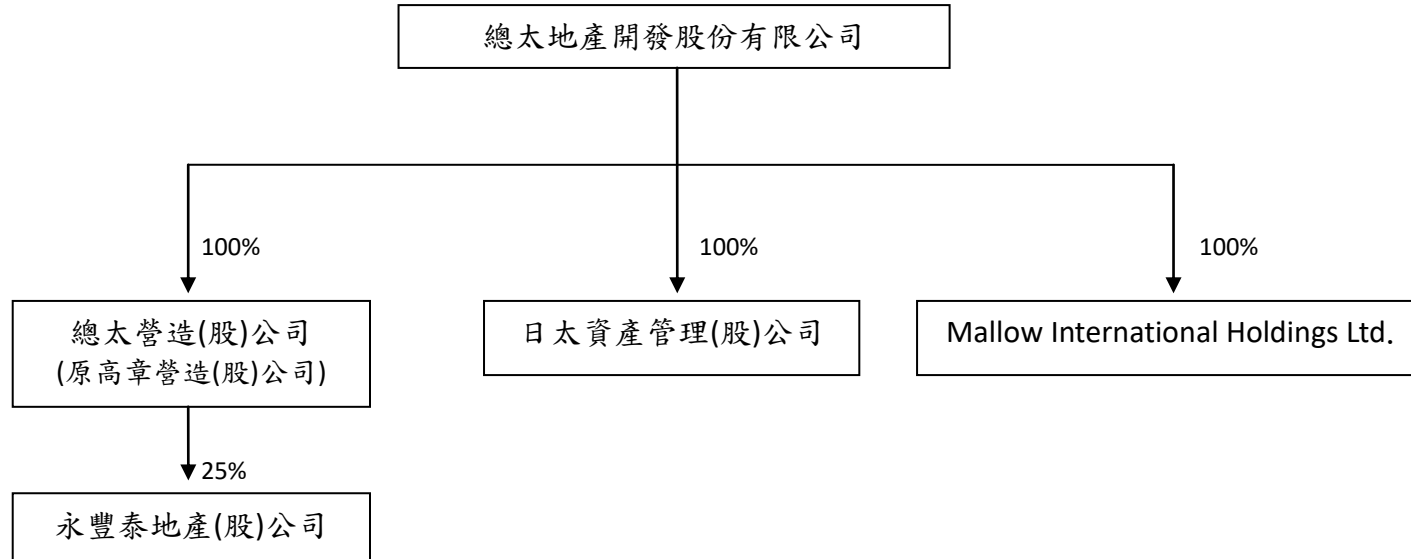 總太地產開發股份有限公司
100%
100%
100%
總太營造(股)公司
(原高章營造(股)公司)
日太資產管理(股)公司
Mallow International Holdings Ltd.
25%
永豐泰地產(股)公司